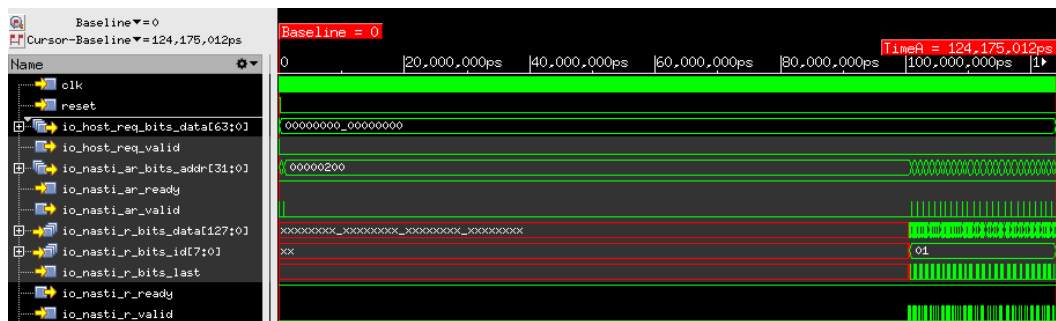 Baseline▼=0
Cursor-Baseline▼=124,175,012ps
Baseline = 0
TimeA = 124,175,012ps
Name
0
20,000,000ps
40,000,000ps
60,000,000ps
80,000,000ps
100,000,000ps
1
clk
reset
io_host_req_bits_data[63:0]
00000000_00000000
io_host_req_valid
io_nasti_ar_bits_addr[31:0]
00000200
io_nasti_ar_ready
io_nasti_ar_valid
io_nasti_r_bits_data[127:0]
xxxxxxxx_xxxxxxxx_xxxxxxxx_xxxxxxxx
io_nasti_r_bits_id[7:0]
xx
01
io_nasti_r_bits_last
io_nasti_r_ready
io_nasti_r_valid